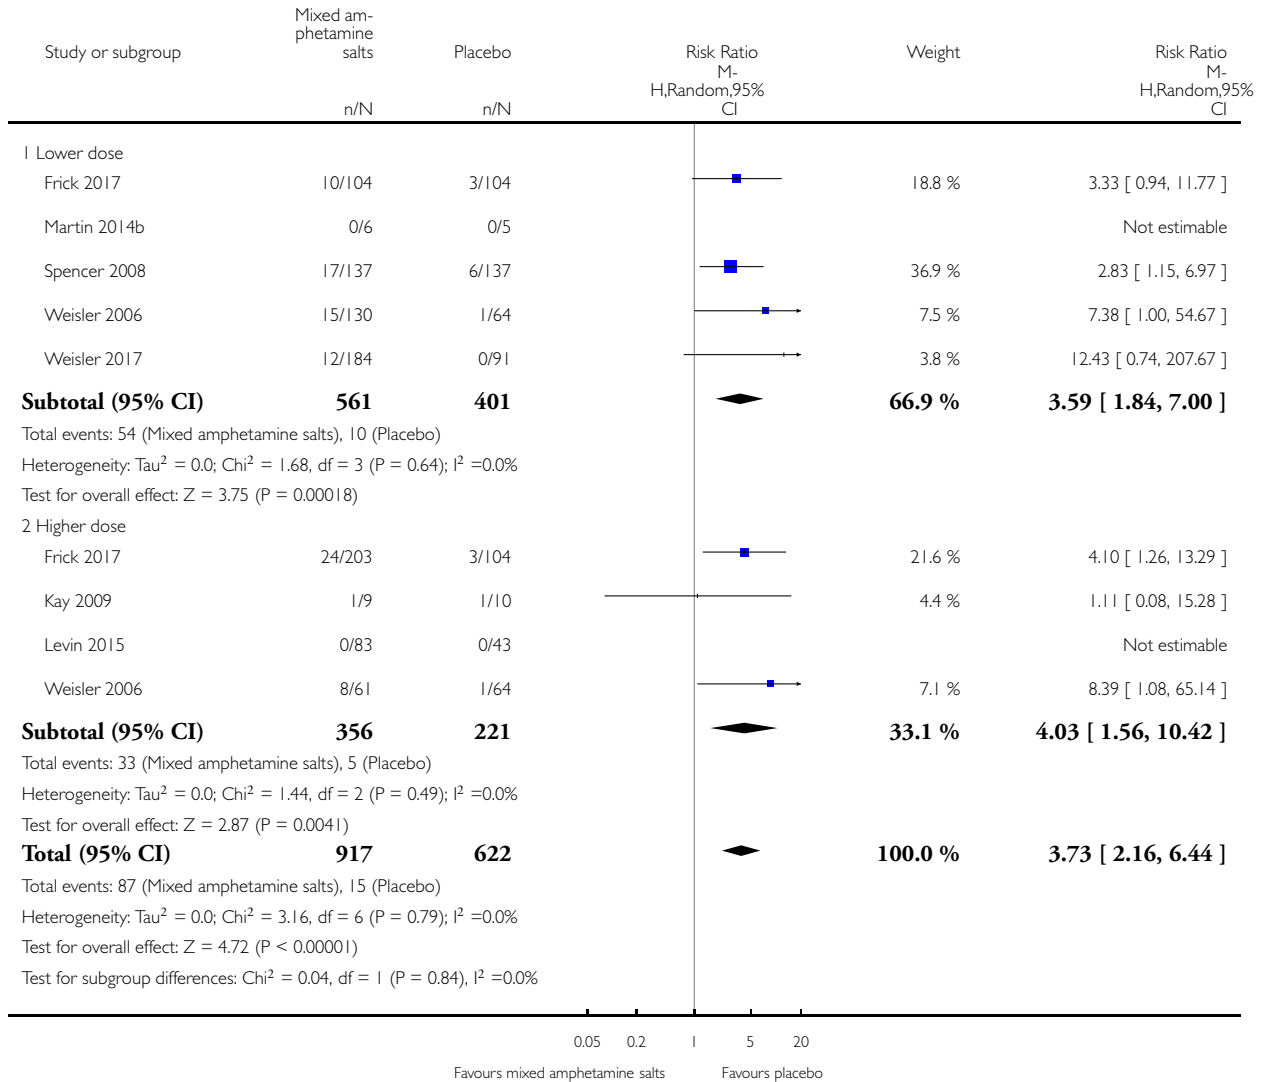 Mixed am-
phetamine
Study or subgroup salts Placebo Risk Ratio Weight Risk Ratio
M- M-
H,Random,95% H,Random,95%
n/N n/N CI CI
1 Lower dose
Frick 2017 10/104 3/104 18.8 % 3.33 [ 0.94, 11.77 ]
Martin 2014b 0/6 0/5 Not estimable
Spencer 2008 17/137 6/137 36.9 % 2.83 [ 1.15, 6.97 ]
Weisler 2006 15/130 1/64 7.5 % 7.38 [ 1.00, 54.67 ]
Weisler 2017 12/184 0/91 3.8 % 12.43 [ 0.74, 207.67 ]
Subtotal (95% CI) 561 401 66.9 % 3.59 [ 1.84, 7.00 ]
Total events: 54 (Mixed amphetamine salts), 10 (Placebo)
Heterogeneity: Tau² = 0.0; Chi² = 1.68, df = 3 (P = 0.64); I² =0.0%
Test for overall effect: Z = 3.75 (P = 0.00018)
2 Higher dose
Frick 2017 24/203 3/104 21.6 % 4.10 [ 1.26, 13.29 ]
Kay 2009 1/9 1/10 4.4 % 1.11 [ 0.08, 15.28 ]
Levin 2015 0/83 0/43 Not estimable
Weisler 2006 8/61 1/64 7.1 % 8.39 [ 1.08, 65.14 ]
Subtotal (95% CI) 356 221 33.1 % 4.03 [ 1.56, 10.42 ]
Total events: 33 (Mixed amphetamine salts), 5 (Placebo)
Heterogeneity: Tau² = 0.0; Chi² = 1.44, df = 2 (P = 0.49); I² =0.0%
Test for overall effect: Z = 2.87 (P = 0.0041)
Total (95% CI) 917 622 100.0 % 3.73 [ 2.16, 6.44 ]
Total events: 87 (Mixed amphetamine salts), 15 (Placebo)
Heterogeneity: Tau² = 0.0; Chi² = 3.16, df = 6 (P = 0.79); I² =0.0%
Test for overall effect: Z = 4.72 (P < 0.00001)
Test for subgroup differences: Chi² = 0.04, df = 1 (P = 0.84), I² =0.0%
0.05 0.2 1 5 20
Favours mixed amphetamine salts Favours placebo